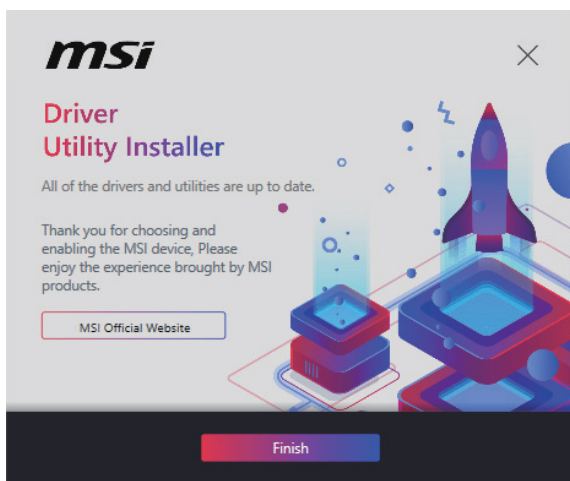 msi
Driver
Utility Installer
All of the drivers and utilities are up to date.
Thank you for choosing and
enabling the MSI device, Please
enjoy the experience brought by MSI
products.
MSI Official Website
Finish